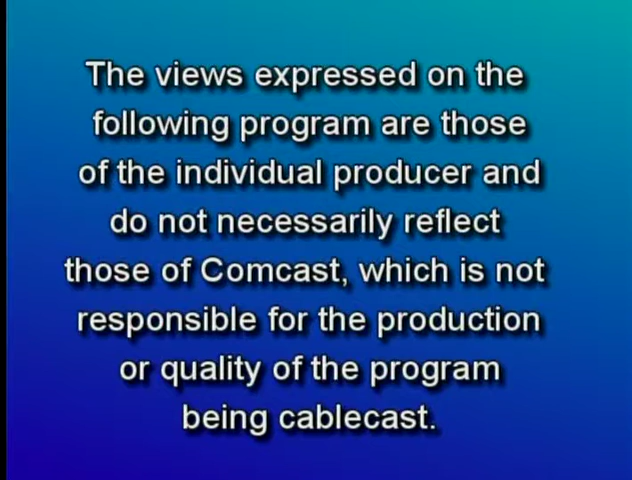 The views expressed on the
following program are those
of the individual producer and
do not necessarily reflect
those of Comcast, which is not
responsible for the production
or quality of the program
being cablecast.